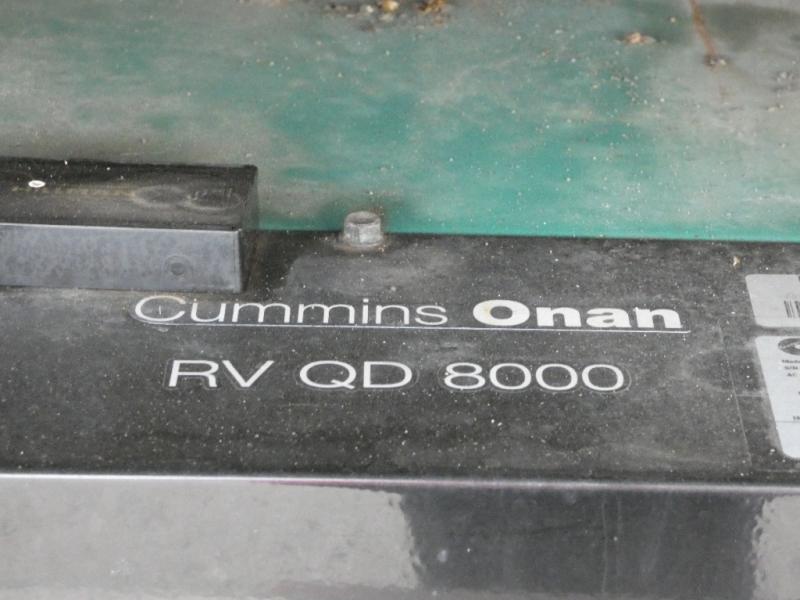 Cummins Onan
RV QD 8000